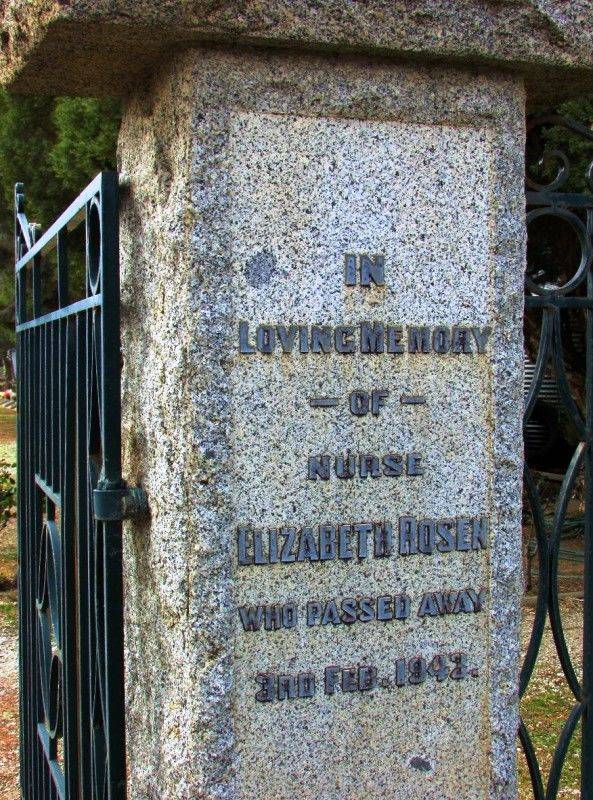 IN
LOVING MEMORY
— OF —
NURSE
ELIZABETH ROSEN
WHO PASSED AWAY
3RD FEB. 1943.